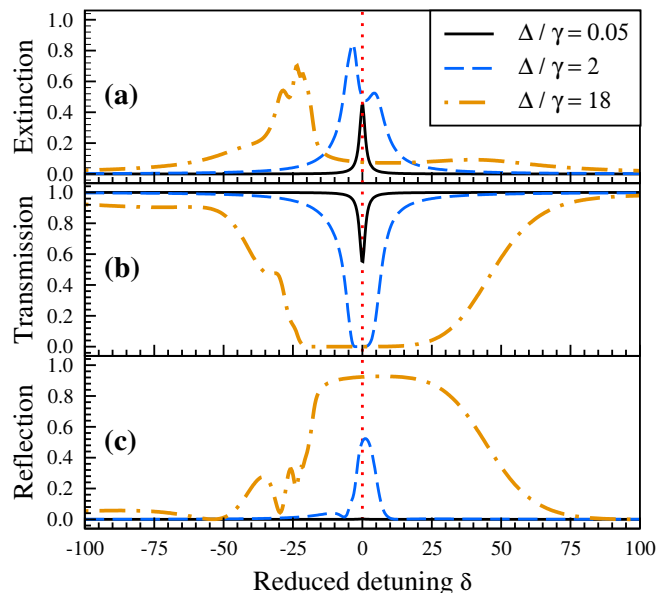 Δ / γ = 0.05
Δ / γ = 2
Δ / γ = 18
Extinction
1.0
0.8
0.6
0.4
0.2
0.0
(a)
Transmission
1.0
0.8
0.6
0.4
0.2
0.0
(b)
Reflection
1.0
0.8
0.6
0.4
0.2
0.0
(c)
-100 -75 -50 -25 0 25 50 75 100
Reduced detuning δ